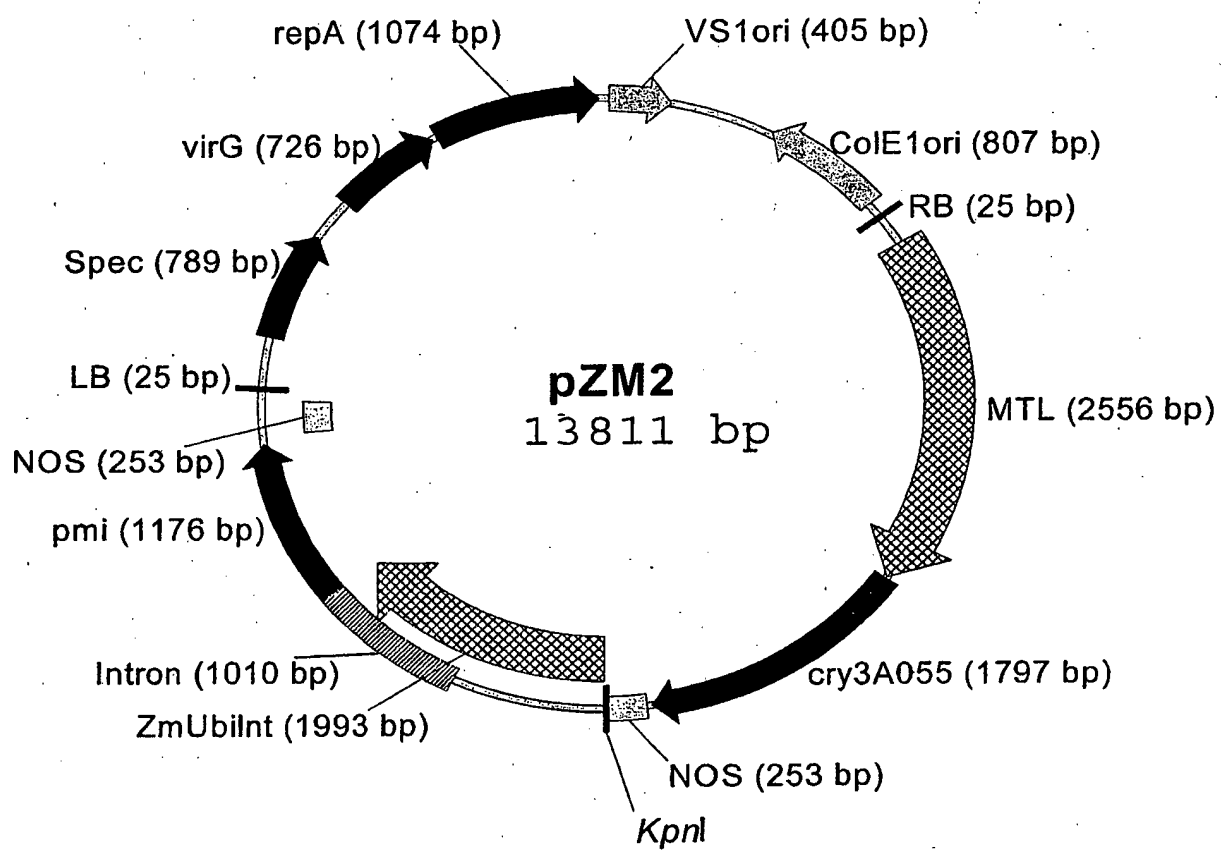 repA (1074 bp)
VS1ori (405 bp)
virG (726 bp)
ColE1ori (807 bp)
RB (25 bp)
Spec (789 bp)
LB (25 bp)
pZM2
13811 bp
MTL (2556 bp)
NOS (253 bp)
pmi (1176 bp)
Intron (1010 bp)
cry3A055 (1797 bp)
ZmUbiInt (1993 bp)
NOS (253 bp)
KpnI